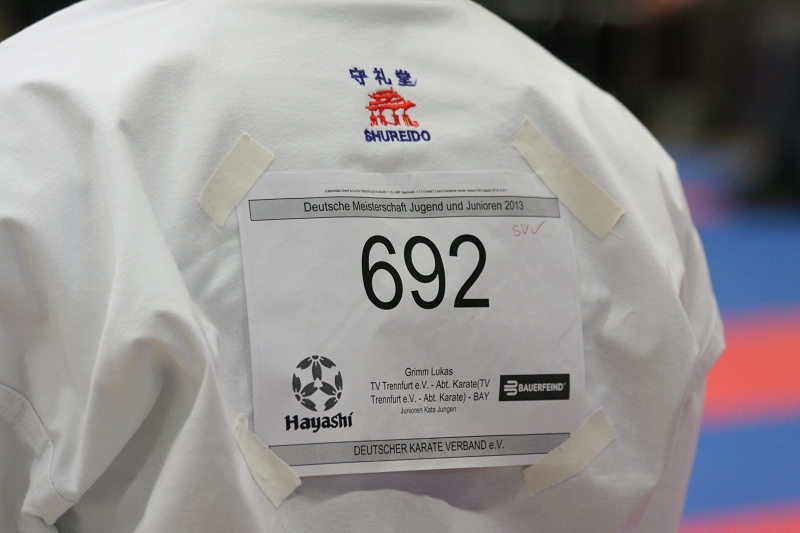 守礼堂
SHUREIDO
Deutsche Meisterschaft Jugend und Junioren 2013
SV✓
692
Grimm Lukas
TV Trennfurt e.V. - Abt. Karate(TV
Trennfurt e.V. - Abt. Karate) - BAY
Junioren Kata Jungen
BAUERFEIND
Hayashi
DEUTSCHER KARATE VERBAND e.V.